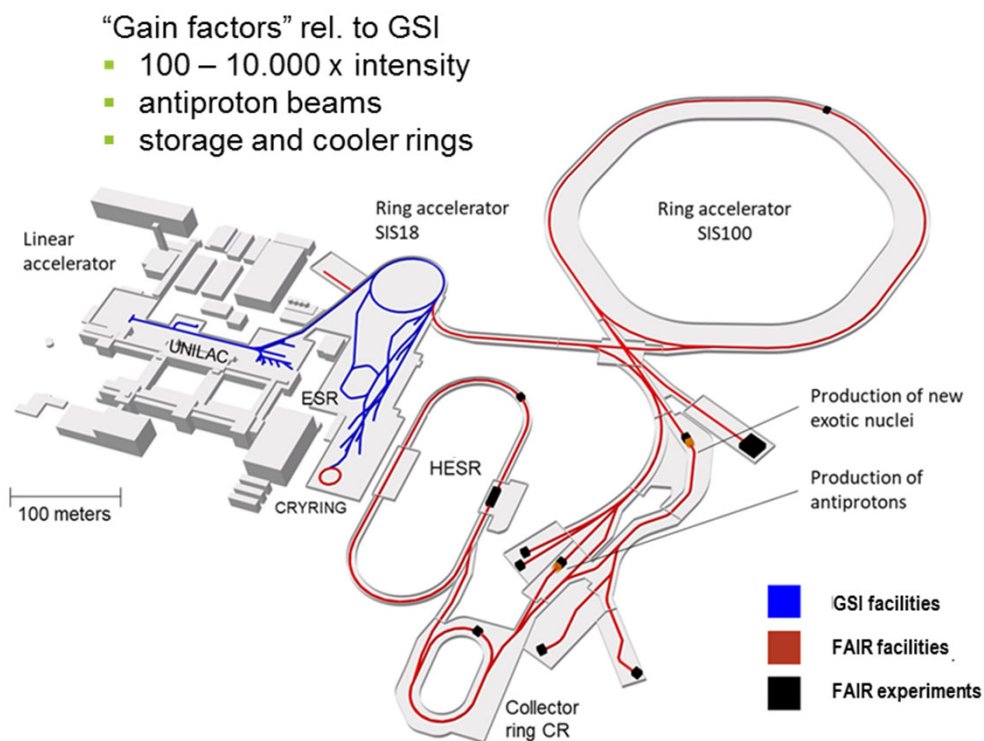 “Gain factors” rel. to GSI
▪ 100 – 10.000 x intensity
▪ antiproton beams
▪ storage and cooler rings
Linear
accelerator
Ring accelerator
SIS18
Ring accelerator
SIS100
UNILAC
ESR
HESR
CRYRING
100 meters
Production of new
exotic nuclei
Production of
antiprotons
Collector
ring CR
GSI facilities
FAIR facilities
FAIR experiments